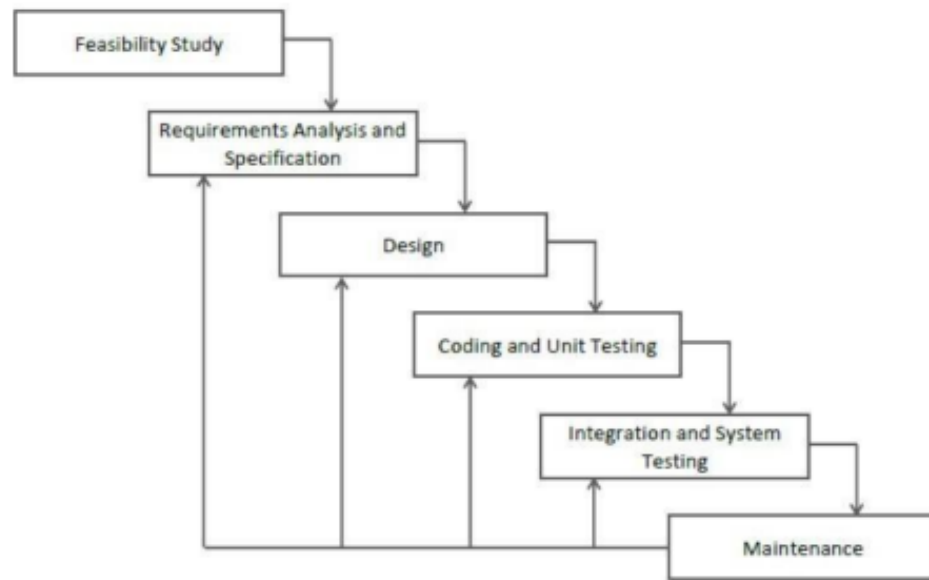 Feasibility Study
Requirements Analysis and
Specification
Design
Coding and Unit Testing
Integration and System
Testing
Maintenance